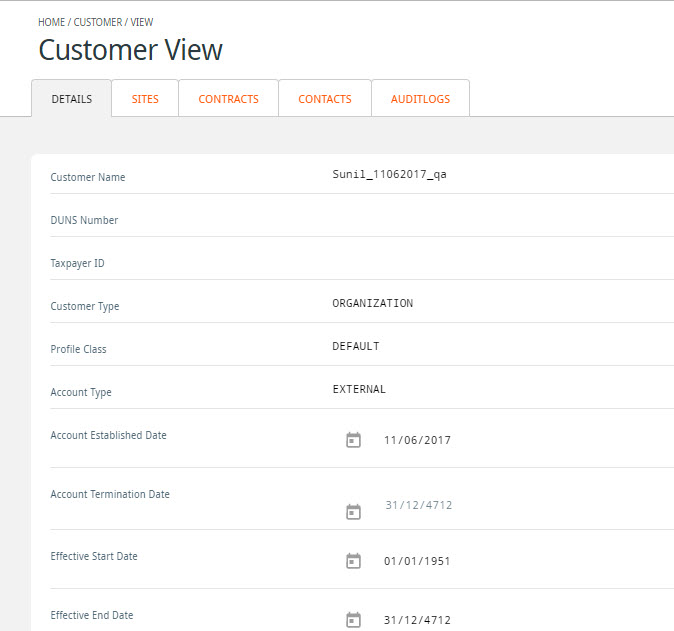 HOME / CUSTOMER / VIEW
Customer View
DETAILS SITES CONTRACTS CONTACTS AUDITLOGS
Customer Name Sunil_11062017_qa
DUNS Number
Taxpayer ID
Customer Type ORGANIZATION
Profile Class DEFAULT
Account Type EXTERNAL
Account Established Date 11/06/2017
Account Termination Date 31/12/4712
Effective Start Date 01/01/1951
Effective End Date 31/12/4712